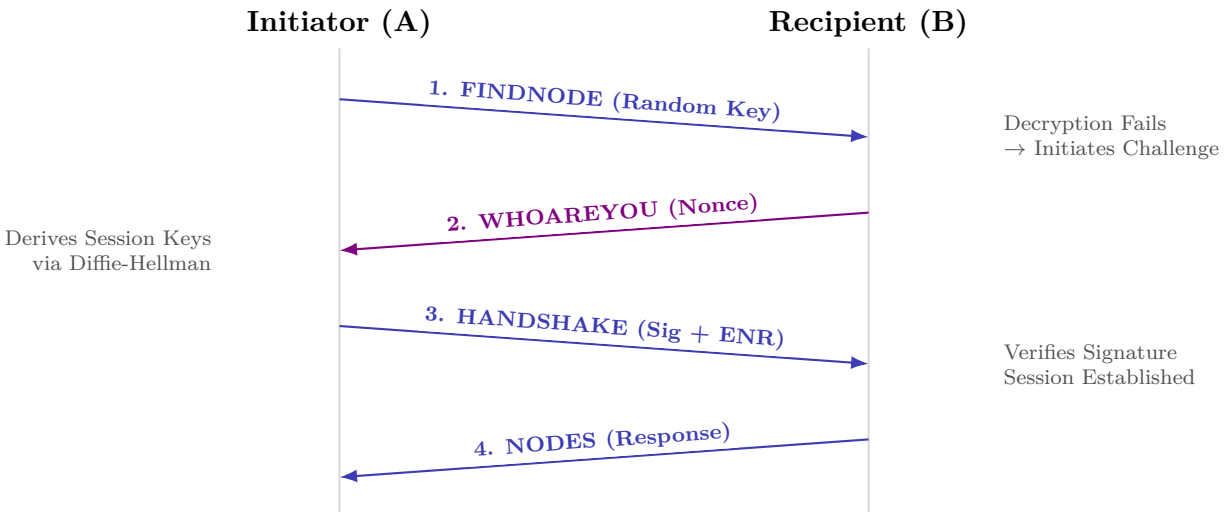 Initiator (A)
Recipient (B)
1. FINDNODE (Random Key)
Decryption Fails
→ Initiates Challenge
2. WHOAREYOU (Nonce)
Derives Session Keys
via Diffie-Hellman
3. HANDSHAKE (Sig + ENR)
Verifies Signature
Session Established
4. NODES (Response)